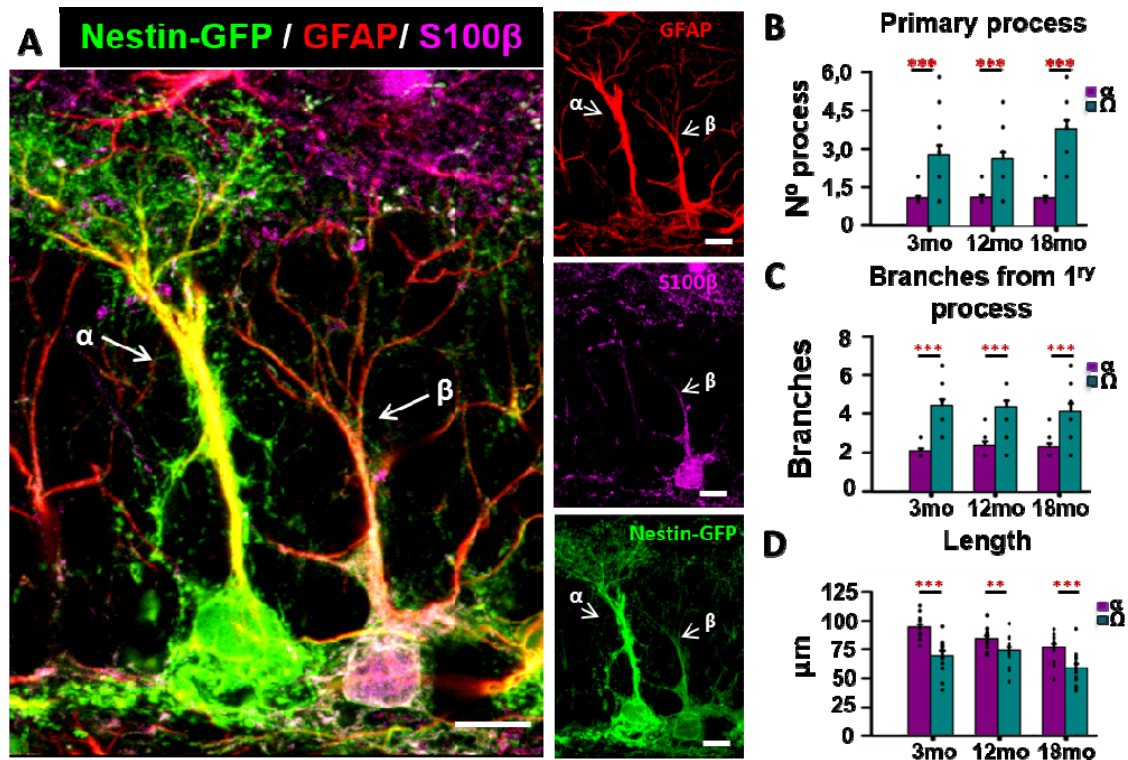 A
Nestin-GFP / GFAP/ S100β
α
β
GFAP
α
β
S100β
β
Nestin-GFP
α
β
B
Primary process
Nº process
6,0
4,5
3,0
1,5
0
***
***
***
α
Ω
3mo
12mo
18mo
C
Branches from 1ry
process
Branches
8
6
4
2
0
***
***
***
α
Ω
3mo
12mo
18mo
D
Length
µm
125
100
75
50
25
0
***
**
***
α
Ω
3mo
12mo
18mo